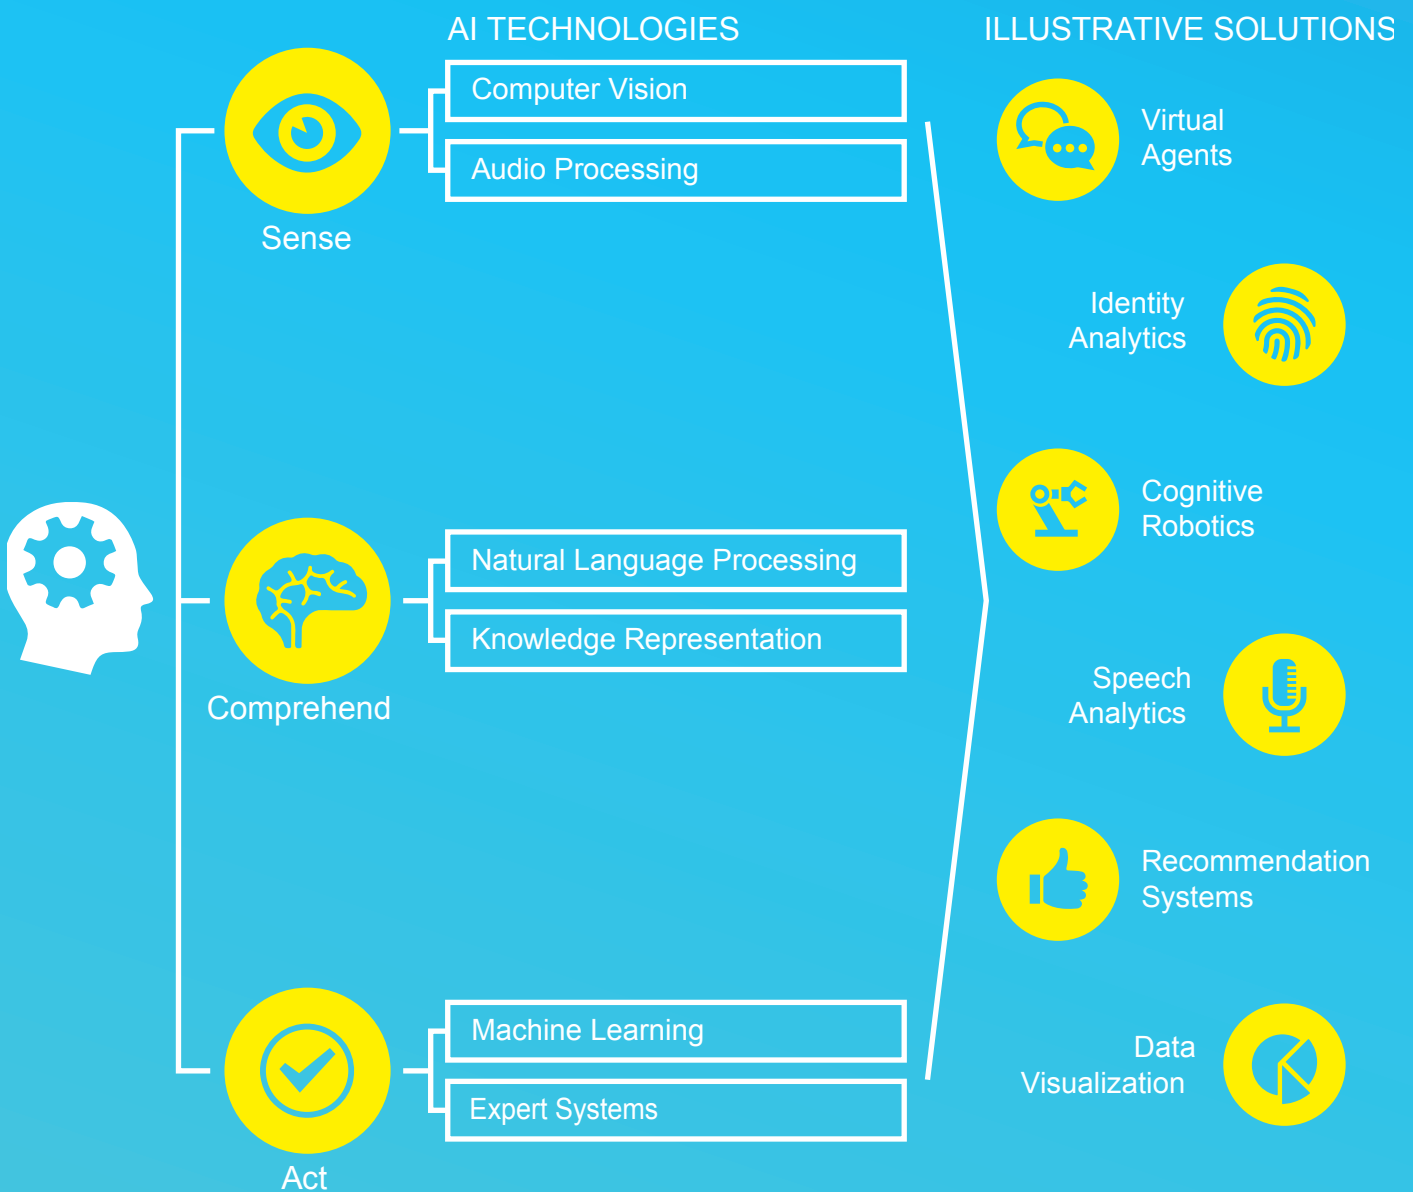 AI TECHNOLOGIES
ILLUSTRATIVE SOLUTIONS
Sense
Computer Vision
Audio Processing
Comprehend
Natural Language Processing
Knowledge Representation
Act
Machine Learning
Expert Systems
Virtual
Agents
Identity
Analytics
Cognitive
Robotics
Speech
Analytics
Recommendation
Systems
Data
Visualization